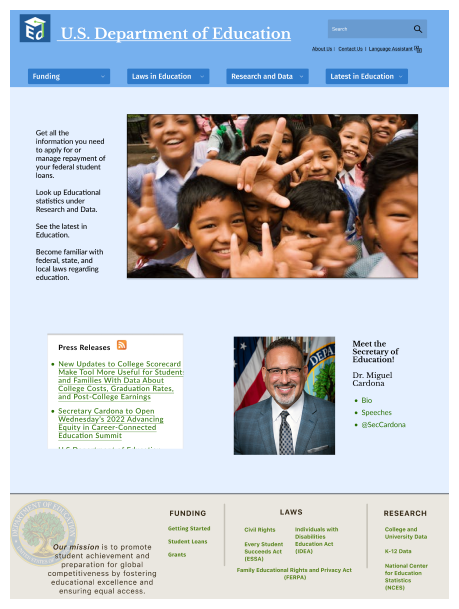 Ed
U.S. Department of Education
Search
About Us | Contact Us | Language Assistant
Funding
Laws in Education
Research and Data
Latest in Education
Get all the
information you need
to apply for or
manage repayment of
your federal student
loans.
Look up Educational
statistics under
Research and Data.
See the latest in
Education.
Become familiar with
federal, state, and
local laws regarding
education.
Press Releases
New Updates to College Scorecard
Make Tool More Useful for Student
and Families With Data About
College Costs, Graduation Rates,
and Post-College Earnings
Secretary Cardona to Open
Wednesday's 2022 Advancing
Equity in Career-Connected
Education Summit
U.S Department of Education
DEPA
Meet the
Secretary of
Education!
Dr. Miguel
Cardona
Bio
Speeches
@SecCardona
Our mission is to promote
student achievement and
preparation for global
competitiveness by fostering
educational excellence and
ensuring equal access.
FUNDING
Getting Started
Student Loans
Grants
LAWS
Civil Rights
Every Student
Succeeds Act
(ESSA)
Individuals with
Disabilities
Education Act
(IDEA)
Family Educational Rights and Privacy Act
(FERPA)
RESEARCH
College and
University Data
K-12 Data
National Center
for Education
Statistics
(NCES)